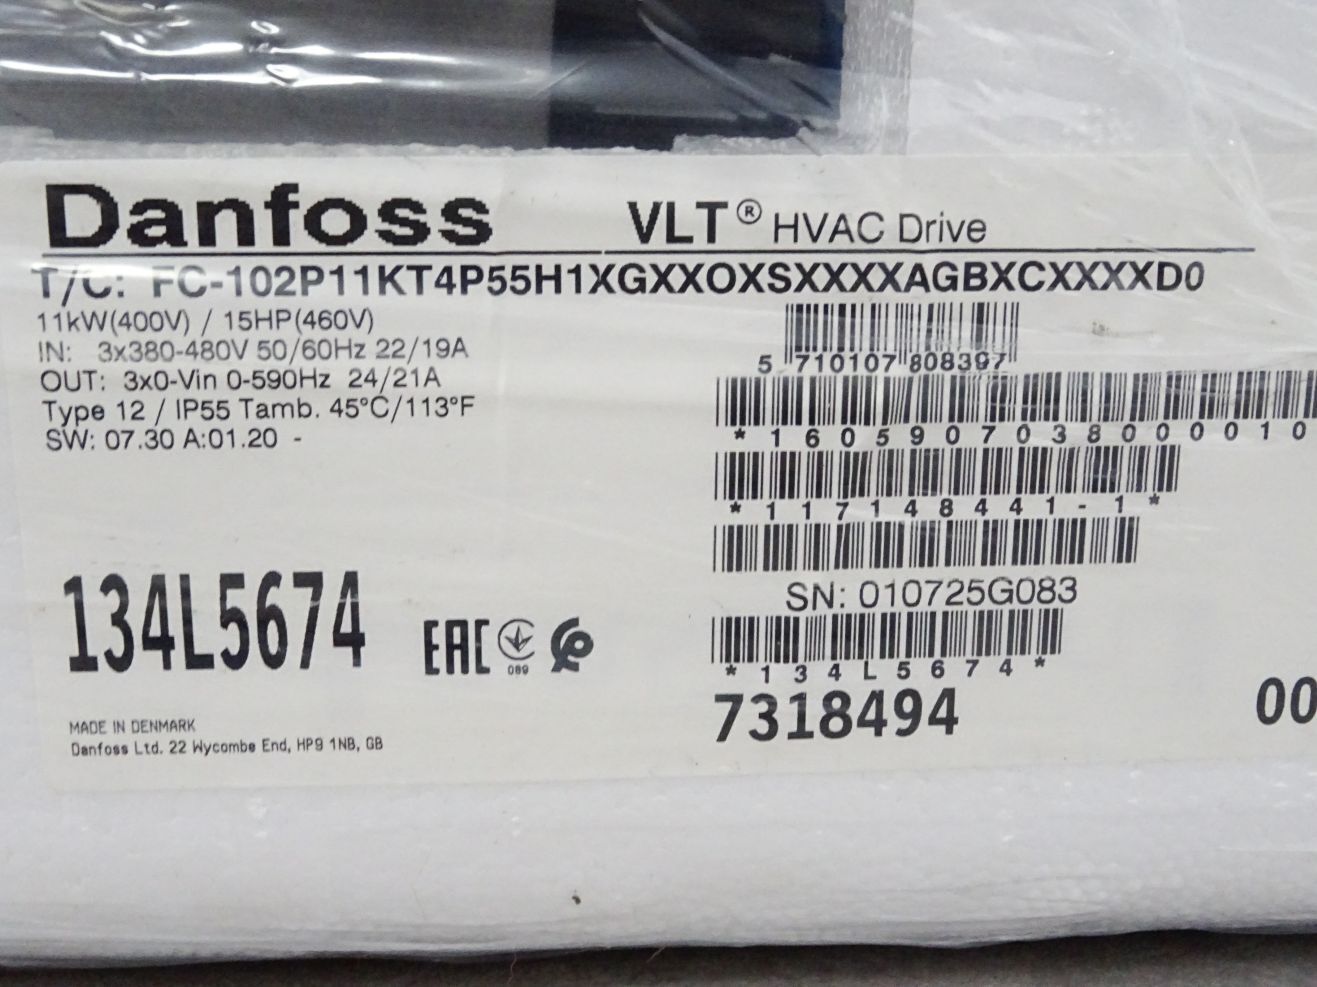 Danfoss VLT® HVAC Drive
T/C: FC-102P11KT4P55H1XGXXOXSXXXXAGBXCXXXXD0
11kW(400V) / 15HP(460V)
IN: 3x380-480V 50/60Hz 22/19A
OUT: 3x0-Vin 0-590Hz 24/21A
Type 12 / IP55 Tamb. 45°C/113°F
SW: 07.30 A:01.20 -
5 710107 808397
*1605907038000010
*117148441-1*
SN: 010725G083
134L5674
EAC
089
*134L5674*
7318494
00
MADE IN DENMARK
Danfoss Ltd. 22 Wycombe End, HP9 1NB, GB